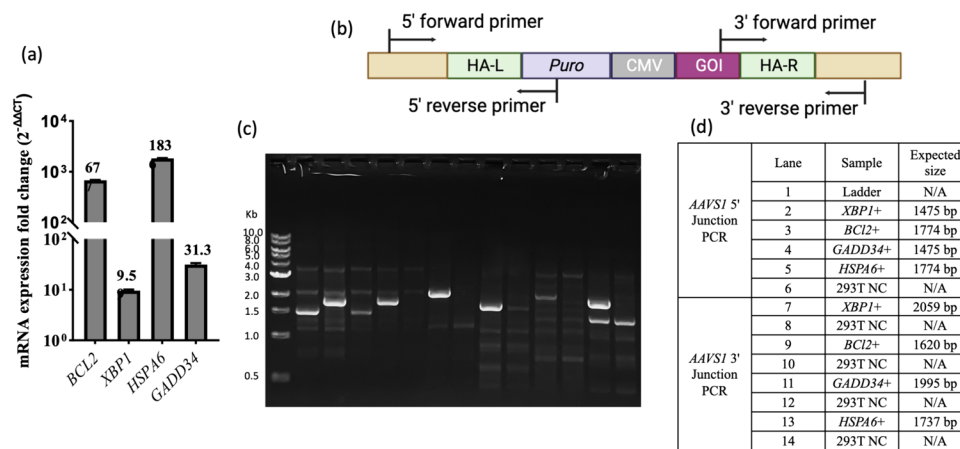 (a)
mRNA expression fold change (2^-ΔΔCT)
10^4
10^3
10^2
10^2
10^1
10^0
67
9.5
183
31.3
BCL2
XBP1
HSPA6
GADD34
(b)
5' forward primer
3' forward primer
HA-L
Puro
CMV
GOI
HA-R
5' reverse primer
3' reverse primer
(c)
Kb
10.0
8.0
6.0
5.0
4.0
3.0
2.0
1.5
1.0
0.5
(d)
Lane Sample Expected size
AAVS1 5' Junction PCR
1 Ladder N/A
2 XBP1+ 1475 bp
3 BCl2+ 1774 bp
4 GADD34+ 1475 bp
5 HSPA6+ 1774 bp
6 293T NC N/A
AAVS1 3' Junction PCR
7 XBP1+ 2059 bp
8 293T NC N/A
9 BCl2+ 1620 bp
10 293T NC N/A
11 GADD34+ 1995 bp
12 293T NC N/A
13 HSPA6+ 1737 bp
14 293T NC N/A